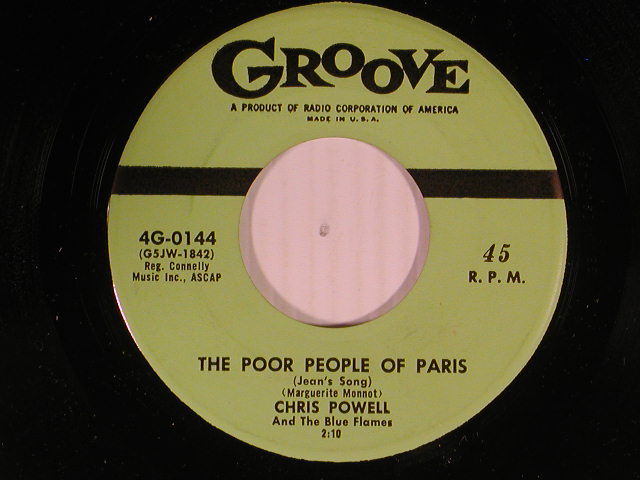 GROOVE
A PRODUCT OF RADIO CORPORATION OF AMERICA
MADE IN U.S.A.
4G-0144
(G5JW-1842)
Reg. Connelly
Music Inc., ASCAP
45
R. P. M.
THE POOR PEOPLE OF PARIS
(Jean's Song)
(Marguerite Monnot)
CHRIS POWELL
And The Blue Flames
2:10